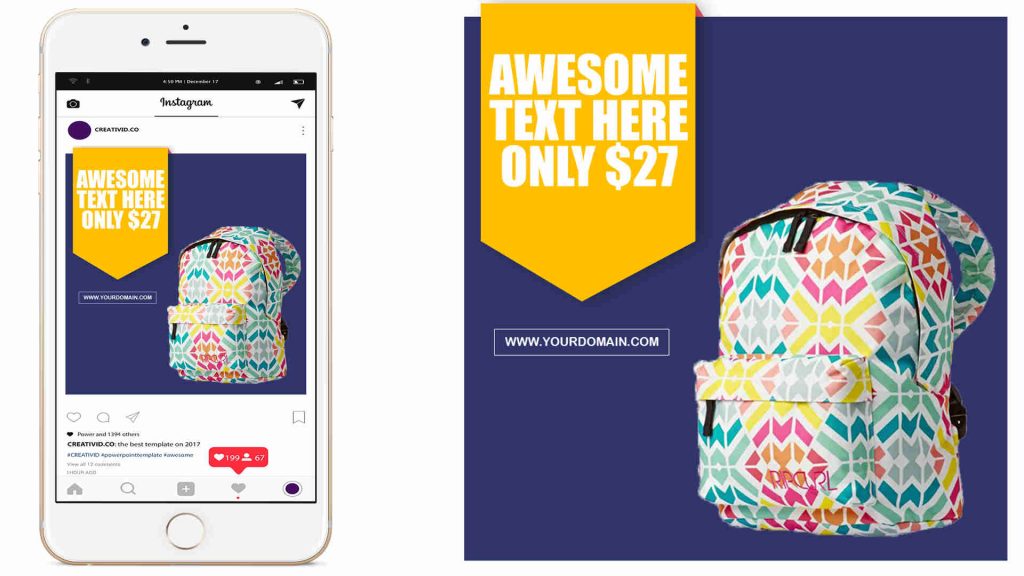 4:50 PM | December 17
Instagram
CREATIVID.CO
AWESOME
TEXT HERE
ONLY $27
WWW.YOURDOMAIN.COM
RIPCURL
Power and 1394 others
CREATIVID.CO: the best template on 2017
#CREATIVID #powerpointtemplate #awesome
View all 12 comments
1 HOUR AGO
199 67
AWESOME
TEXT HERE
ONLY $27
WWW.YOURDOMAIN.COM
RIPCURL